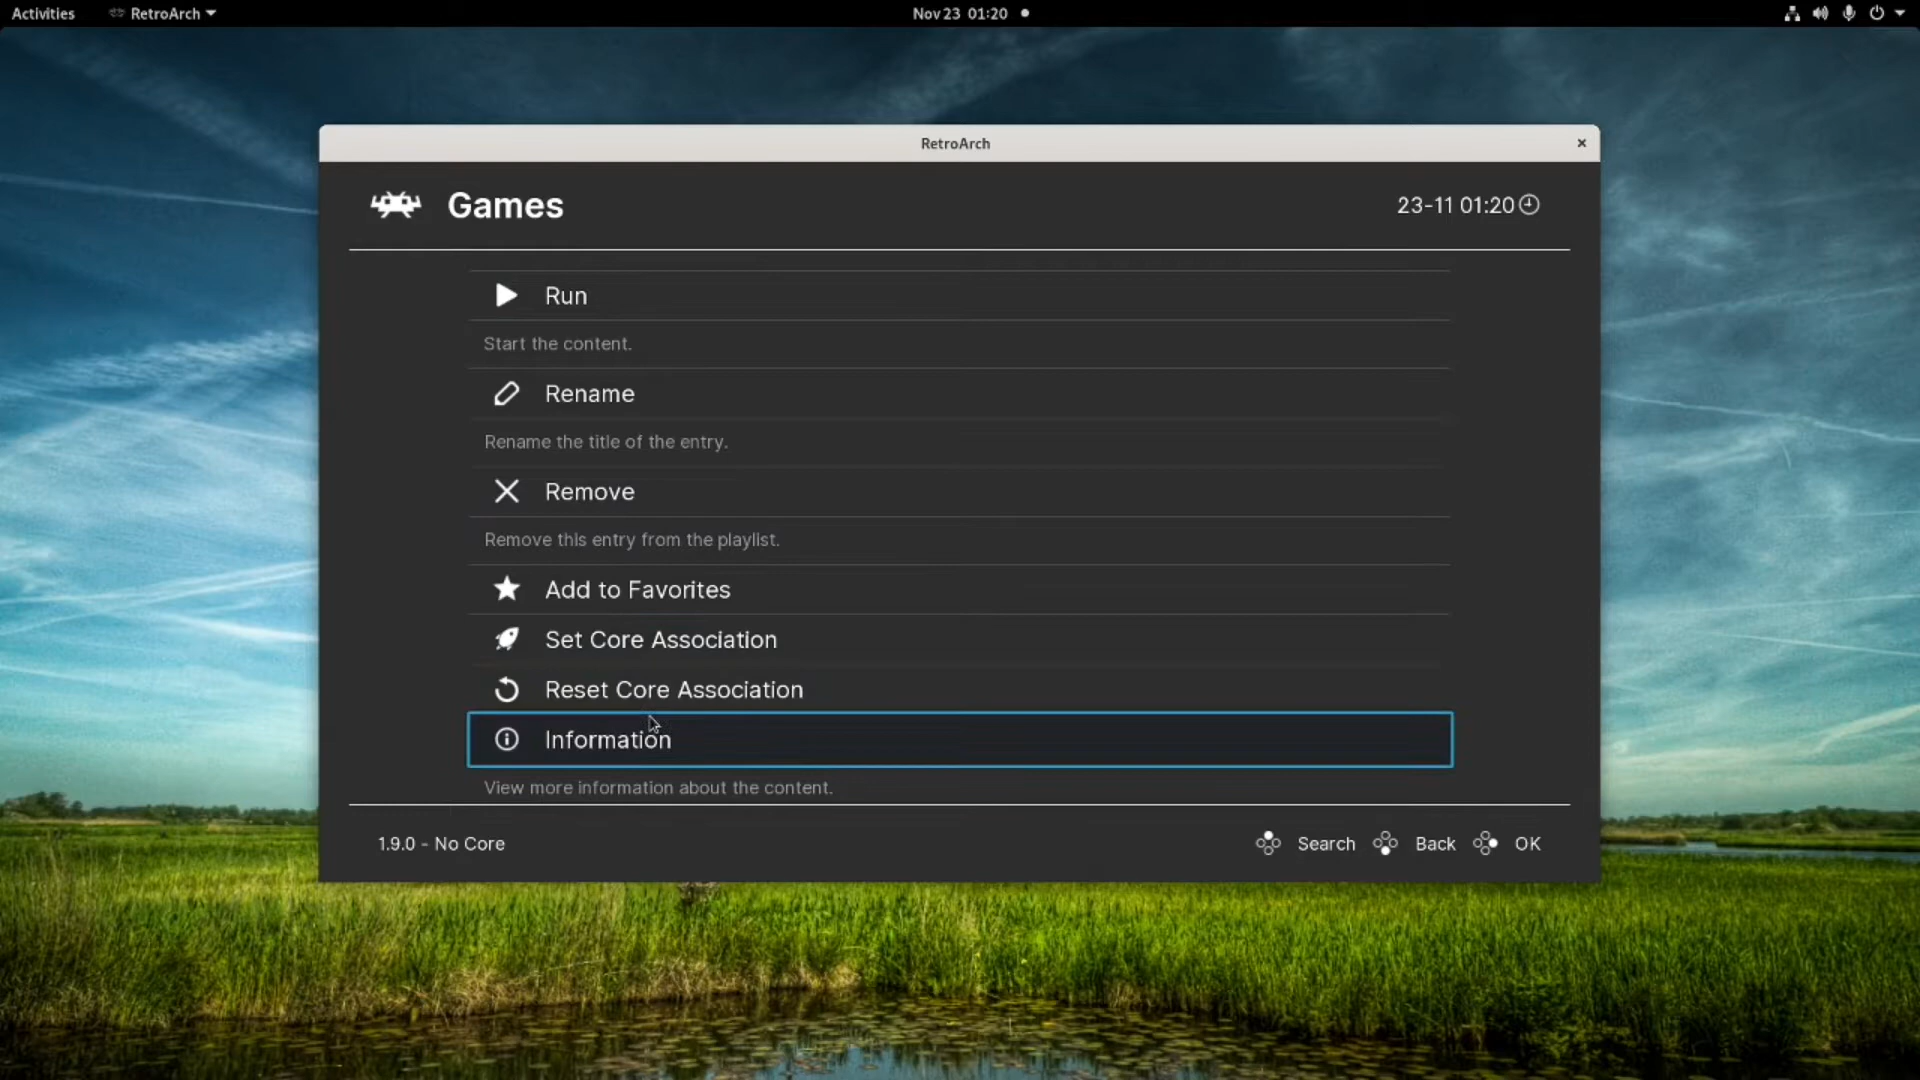 Activities RetroArch Nov 23 01:20
RetroArch
Games 23-11 01:20
Run
Start the content.
Rename
Rename the title of the entry.
Remove
Remove this entry from the playlist.
Add to Favorites
Set Core Association
Reset Core Association
Information
View more information about the content.
1.9.0 - No Core Search Back OK